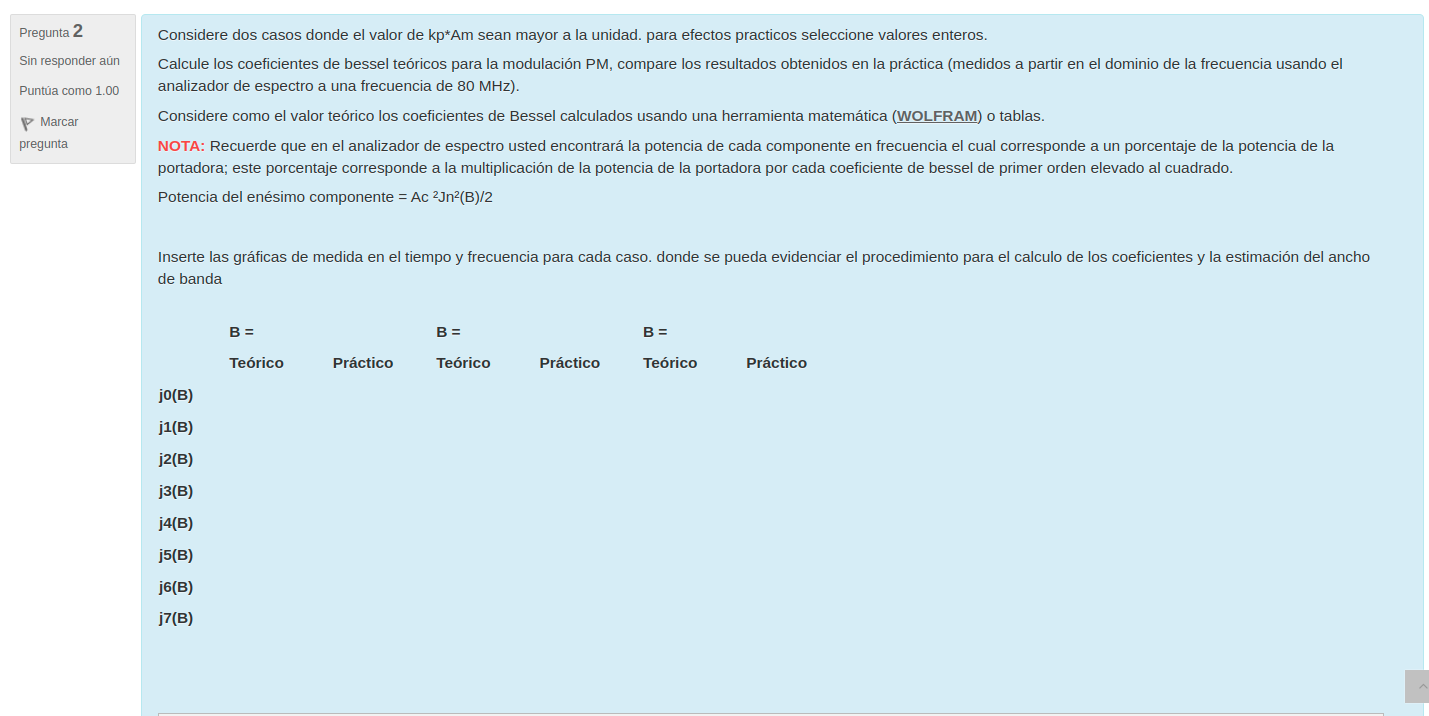 Pregunta 2
Sin responder aún
Puntúa como 1.00
Marcar
pregunta
Considere dos casos donde el valor de kp*Am sean mayor a la unidad. para efectos practicos seleccione valores enteros.
Calcule los coeficientes de bessel teóricos para la modulación PM, compare los resultados obtenidos en la práctica (medidos a partir en el dominio de la frecuencia usando el
analizador de espectro a una frecuencia de 80 MHz).
Considere como el valor teórico los coeficientes de Bessel calculados usando una herramienta matemática (WOLFRAM) o tablas.
NOTA: Recuerde que en el analizador de espectro usted encontrará la potencia de cada componente en frecuencia el cual corresponde a un porcentaje de la potencia de la
portadora; este porcentaje corresponde a la multiplicación de la potencia de la portadora por cada coeficiente de bessel de primer orden elevado al cuadrado.
Potencia del enésimo componente = Ac ²Jn²(B)/2
Inserte las gráficas de medida en el tiempo y frecuencia para cada caso. donde se pueda evidenciar el procedimiento para el calculo de los coeficientes y la estimación del ancho
de banda
B = B = B =
Teórico Práctico Teórico Práctico Teórico Práctico
j0(B)
j1(B)
j2(B)
j3(B)
j4(B)
j5(B)
j6(B)
j7(B)